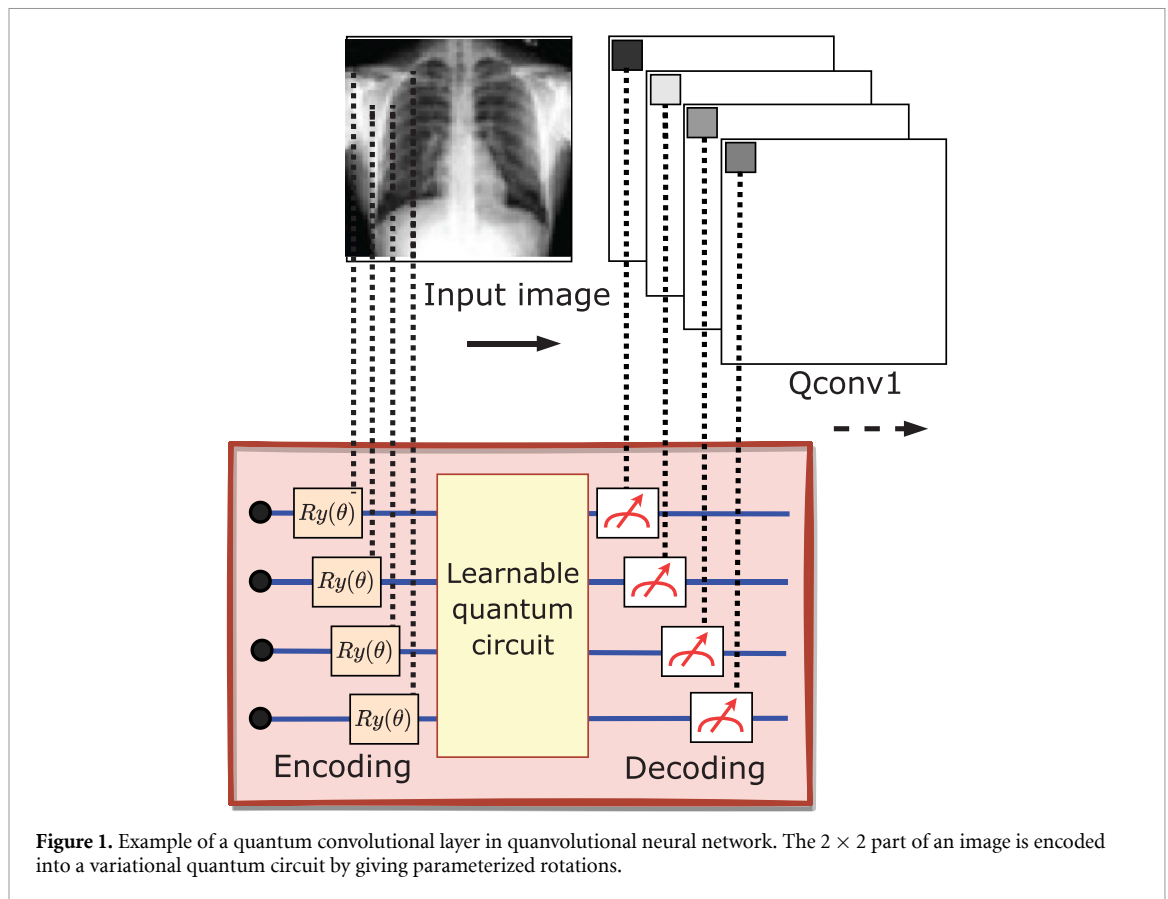 Input image
Qconv1
Ry(θ)
Ry(θ)
Ry(θ)
Ry(θ)
Learnable
quantum
circuit
Encoding
Decoding
Figure 1. Example of a quantum convolutional layer in quanvolutional neural network. The 2 × 2 part of an image is encoded
into a variational quantum circuit by giving parameterized rotations.